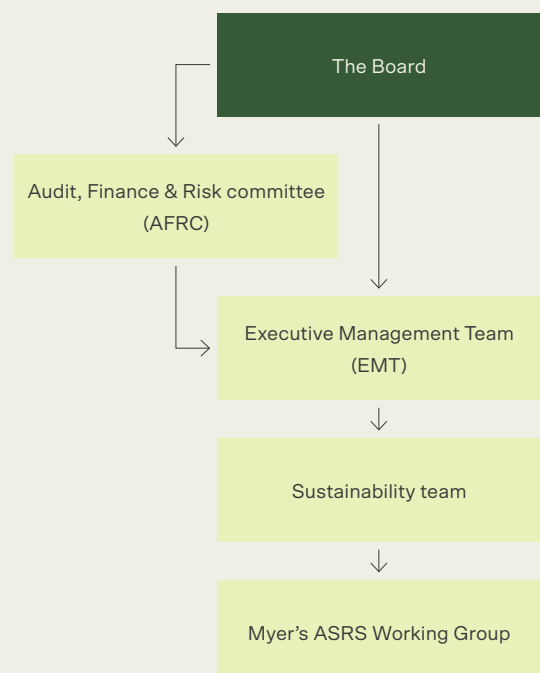 The Board
Audit, Finance & Risk committee
(AFRC)
Executive Management Team
(EMT)
Sustainability team
Myer’s ASRS Working Group